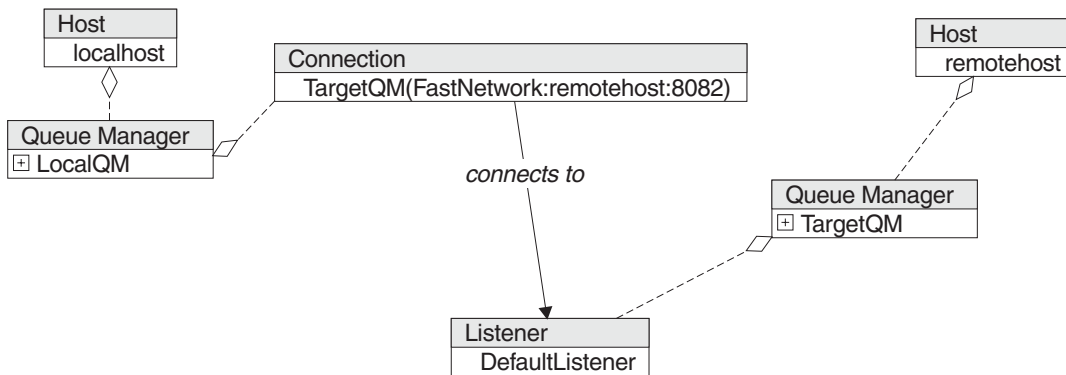 Host
localhost
Connection
TargetQM(FastNetwork:remotehost:8082)
Host
remotehost
Queue Manager
LocalQM
connects to
Queue Manager
TargetQM
Listener
DefaultListener